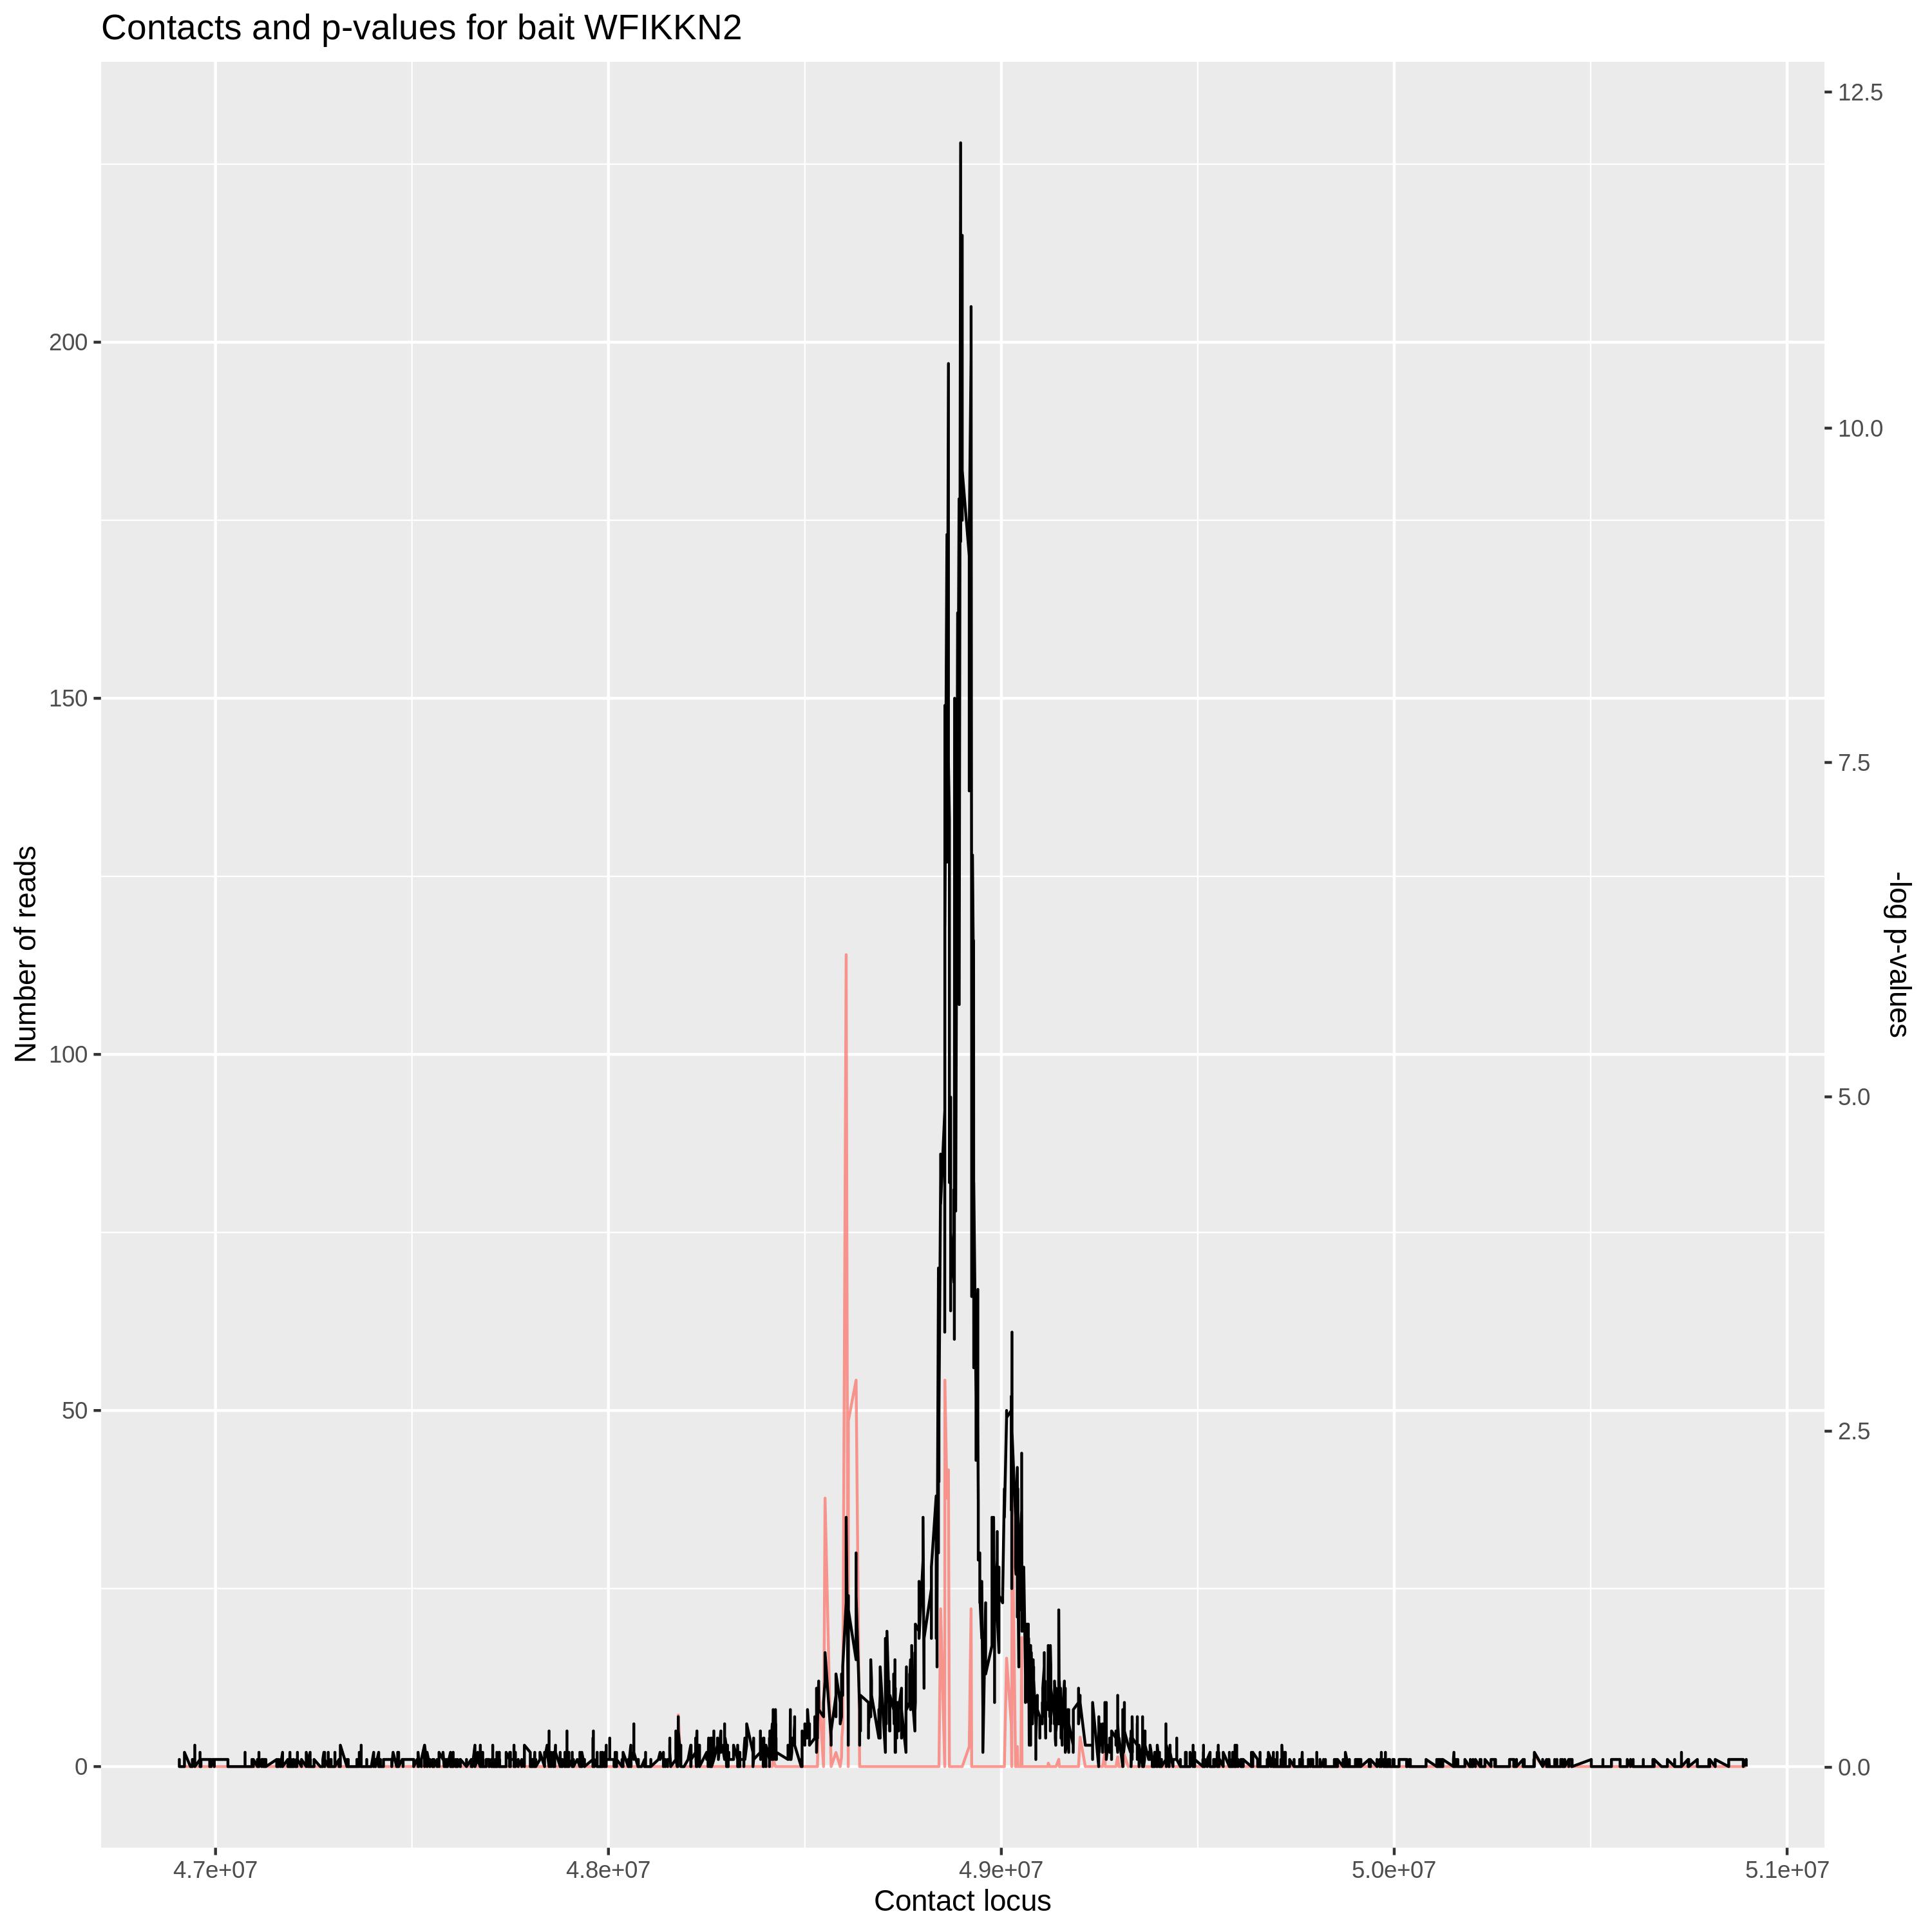 Contacts and p-values for bait WFIKKN2
12.5
200
10.0
150
7.5
Number of reads
-log p-values
100
5.0
50
2.5
0
0.0
4.7e+07 4.8e+07 4.9e+07 5.0e+07 5.1e+07
Contact locus